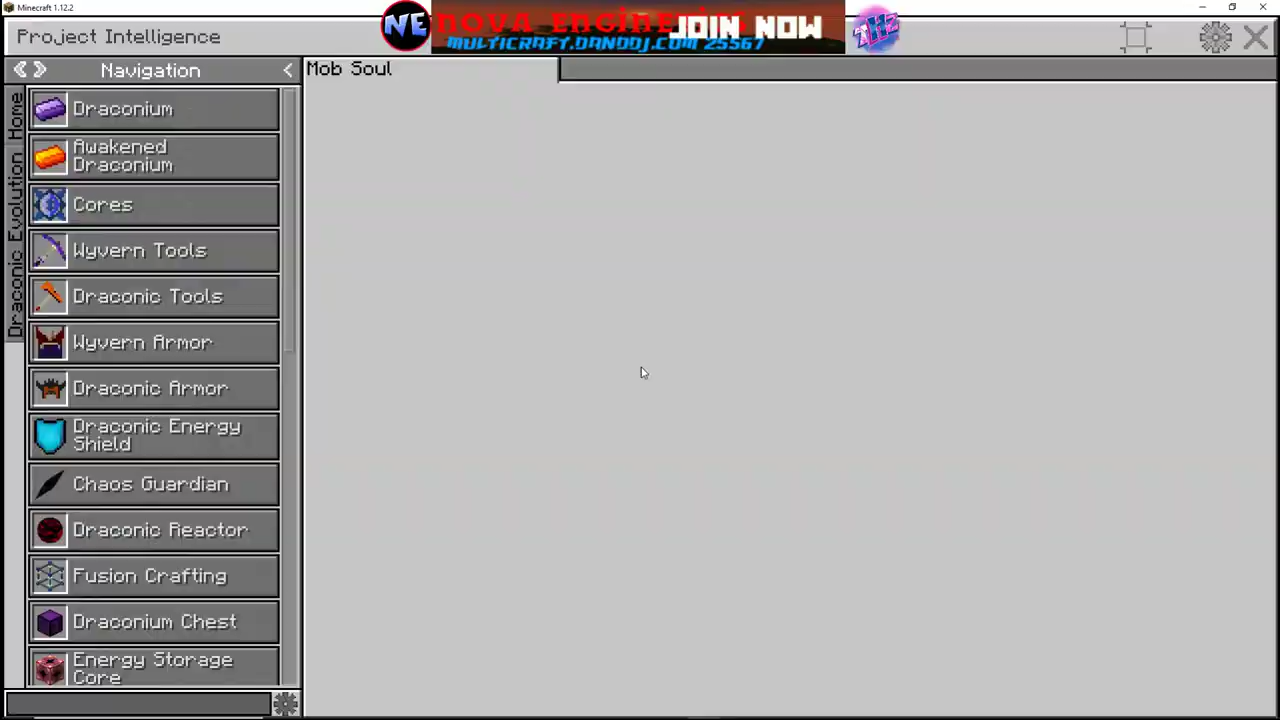 Minecraft 1.12.2
NE nova engine JOIN NOW
MULTICRAFT.DANDDJ.COM 25567
THZ
Project Intelligence
Navigation
Mob Soul
Home
Draconic Evolution
Draconium
Awakened
Draconium
Cores
Wyvern Tools
Draconic Tools
Wyvern Armor
Draconic Armor
Draconic Energy
Shield
Chaos Guardian
Draconic Reactor
Fusion Crafting
Draconium Chest
Energy Storage
Core